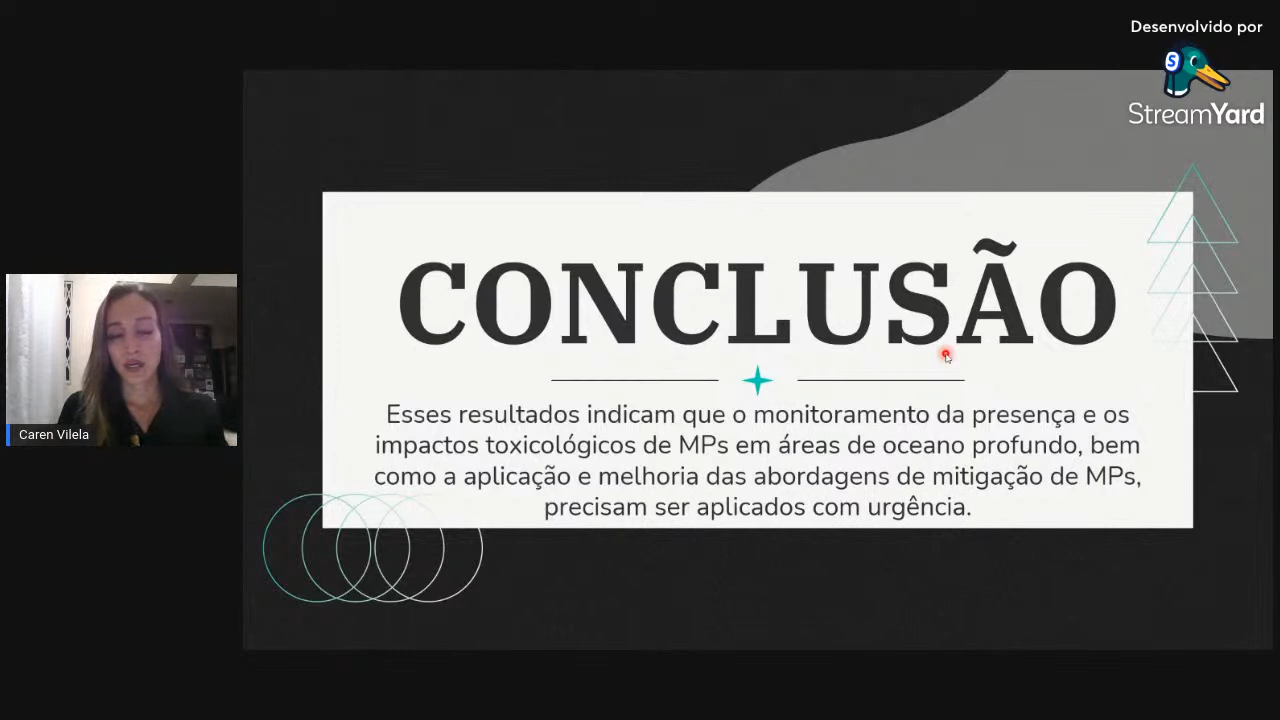 Desenvolvido por
S
StreamYard
CONCLUSÃO
Esses resultados indicam que o monitoramento da presença e os
impactos toxicológicos de MPs em áreas de oceano profundo, bem
como a aplicação e melhoria das abordagens de mitigação de MPs,
precisam ser aplicados com urgência.
Caren Vilela